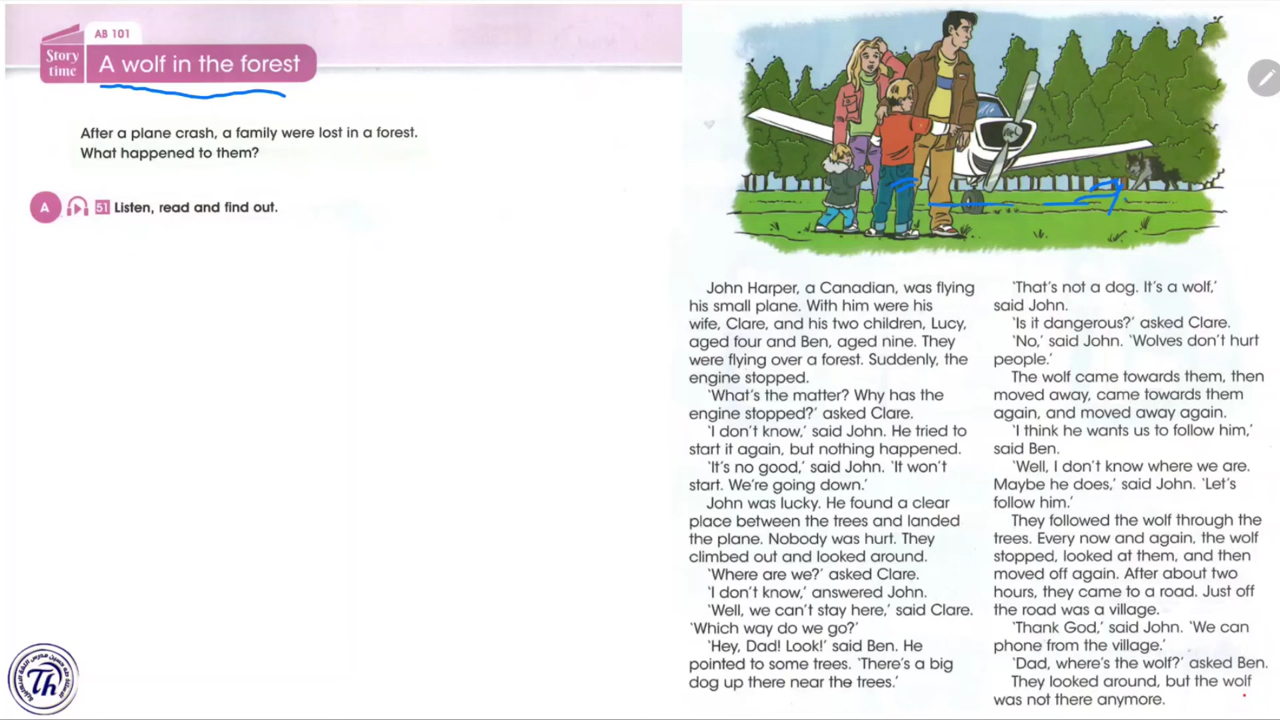 AB 101
Story
time
A wolf in the forest
After a plane crash, a family were lost in a forest.
What happened to them?
A 51 Listen, read and find out.
John Harper, a Canadian, was flying
his small plane. With him were his
wife, Clare, and his two children, Lucy,
aged four and Ben, aged nine. They
were flying over a forest. Suddenly, the
engine stopped.
'What's the matter? Why has the
engine stopped?' asked Clare.
'I don't know,' said John. He tried to
start it again, but nothing happened.
'It's no good,' said John. 'It won't
start. We're going down.'
John was lucky. He found a clear
place between the trees and landed
the plane. Nobody was hurt. They
climbed out and looked around.
'Where are we?' asked Clare.
'I don't know,' answered John.
'Well, we can't stay here,' said Clare.
'Which way do we go?'
'Hey, Dad! Look!' said Ben. He
pointed to some trees. 'There's a big
dog up there near the trees.'
'That's not a dog. It's a wolf,'
said John.
'Is it dangerous?' asked Clare.
'No,' said John. 'Wolves don't hurt
people.'
The wolf came towards them, then
moved away, came towards them
again, and moved away again.
'I think he wants us to follow him,'
said Ben.
'Well, I don't know where we are.
Maybe he does,' said John. 'Let's
follow him.'
They followed the wolf through the
trees. Every now and again, the wolf
stopped, looked at them, and then
moved off again. After about two
hours, they came to a road. Just off
the road was a village.
'Thank God,' said John. 'We can
phone from the village.'
'Dad, where's the wolf?' asked Ben.
They looked around, but the wolf
was not there anymore.
Th